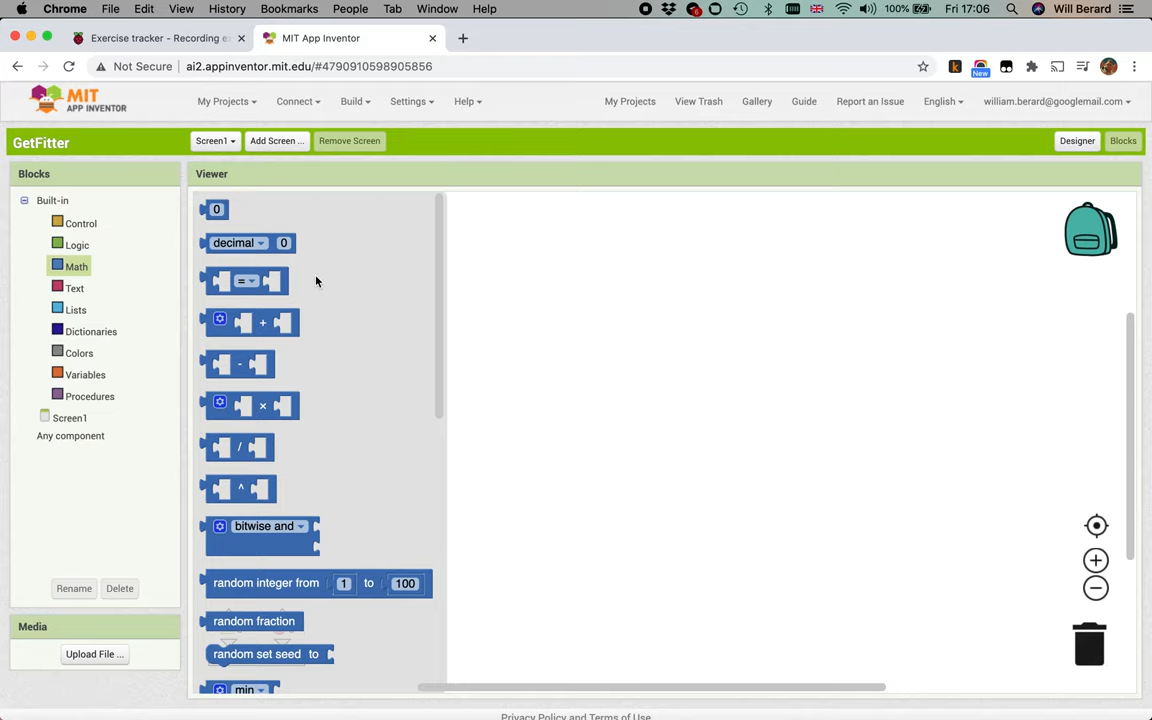 Chrome File Edit View History Bookmarks People Tab Window Help 100% Fri 17:06 Will Berard
Exercise tracker - Recording e
MIT App Inventor
Not Secure ai2.appinventor.mit.edu/#4790910598905856
New
MIT
APP INVENTOR
My Projects Connect Build Settings Help My Projects View Trash Gallery Guide Report an Issue English william.berard@googlemail.com
GetFitter Screen1 Add Screen ... Remove Screen Designer Blocks
Blocks
Viewer
Built-in
Control
Logic
Math
Text
Lists
Dictionaries
Colors
Variables
Procedures
Screen1
Any component
Rename Delete
Media
Upload File ...
0
decimal 0
=
+
-
×
/
^
bitwise and
random integer from 1 to 100
random fraction
random set seed to
min
Privacy Policy and Terms of Use